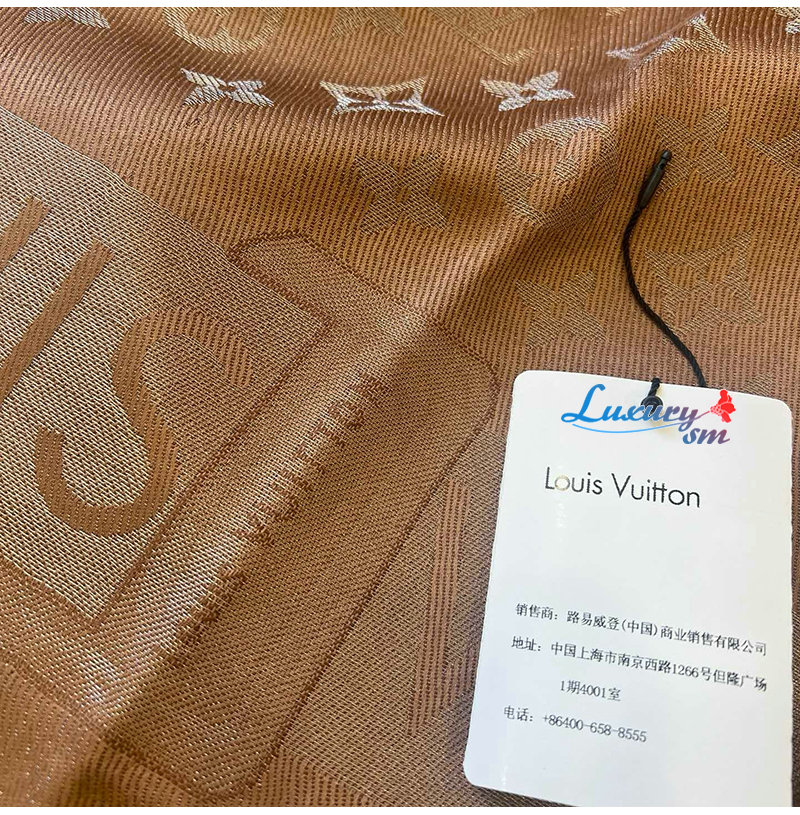 Luxury
sm
Louis Vuitton
销售商: 路易威登(中国)商业销售有限公司
地址: 中国上海市南京西路1266号但隆广场
1期4001室
电话: +86400-658-8555
IS